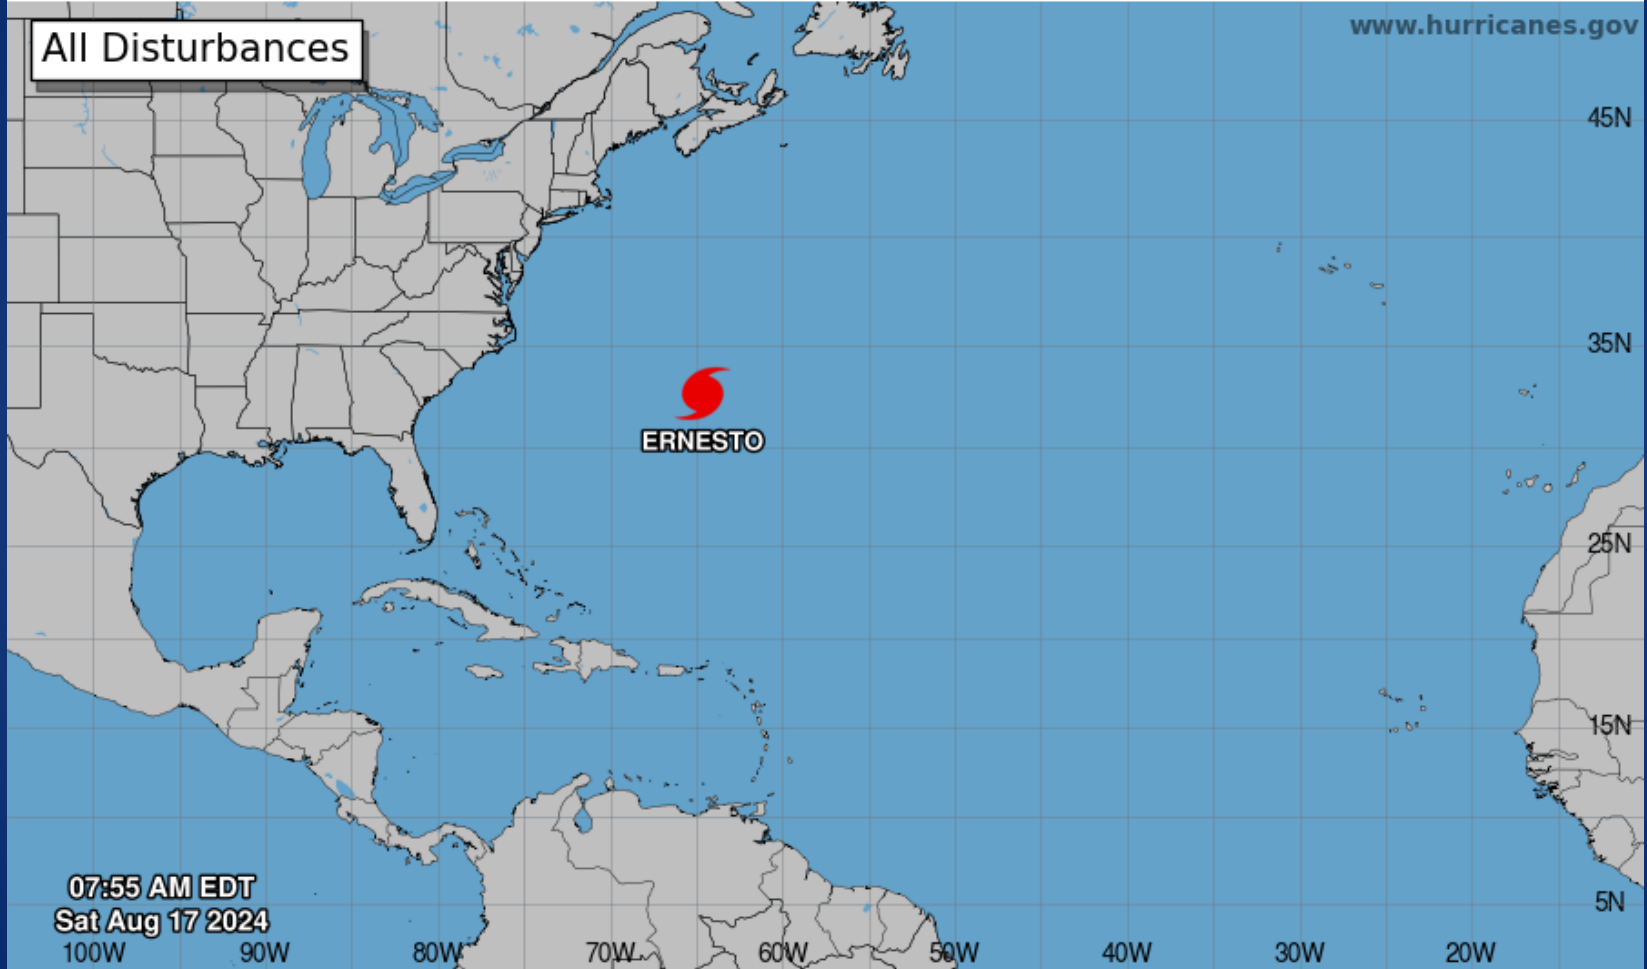 All Disturbances
www.hurricanes.gov
45N
35N
ERNESTO
25N
15N
07:55 AM EDT
Sat Aug 17 2024
5N
100W 90W 80W 70W 60W 50W 40W 30W 20W